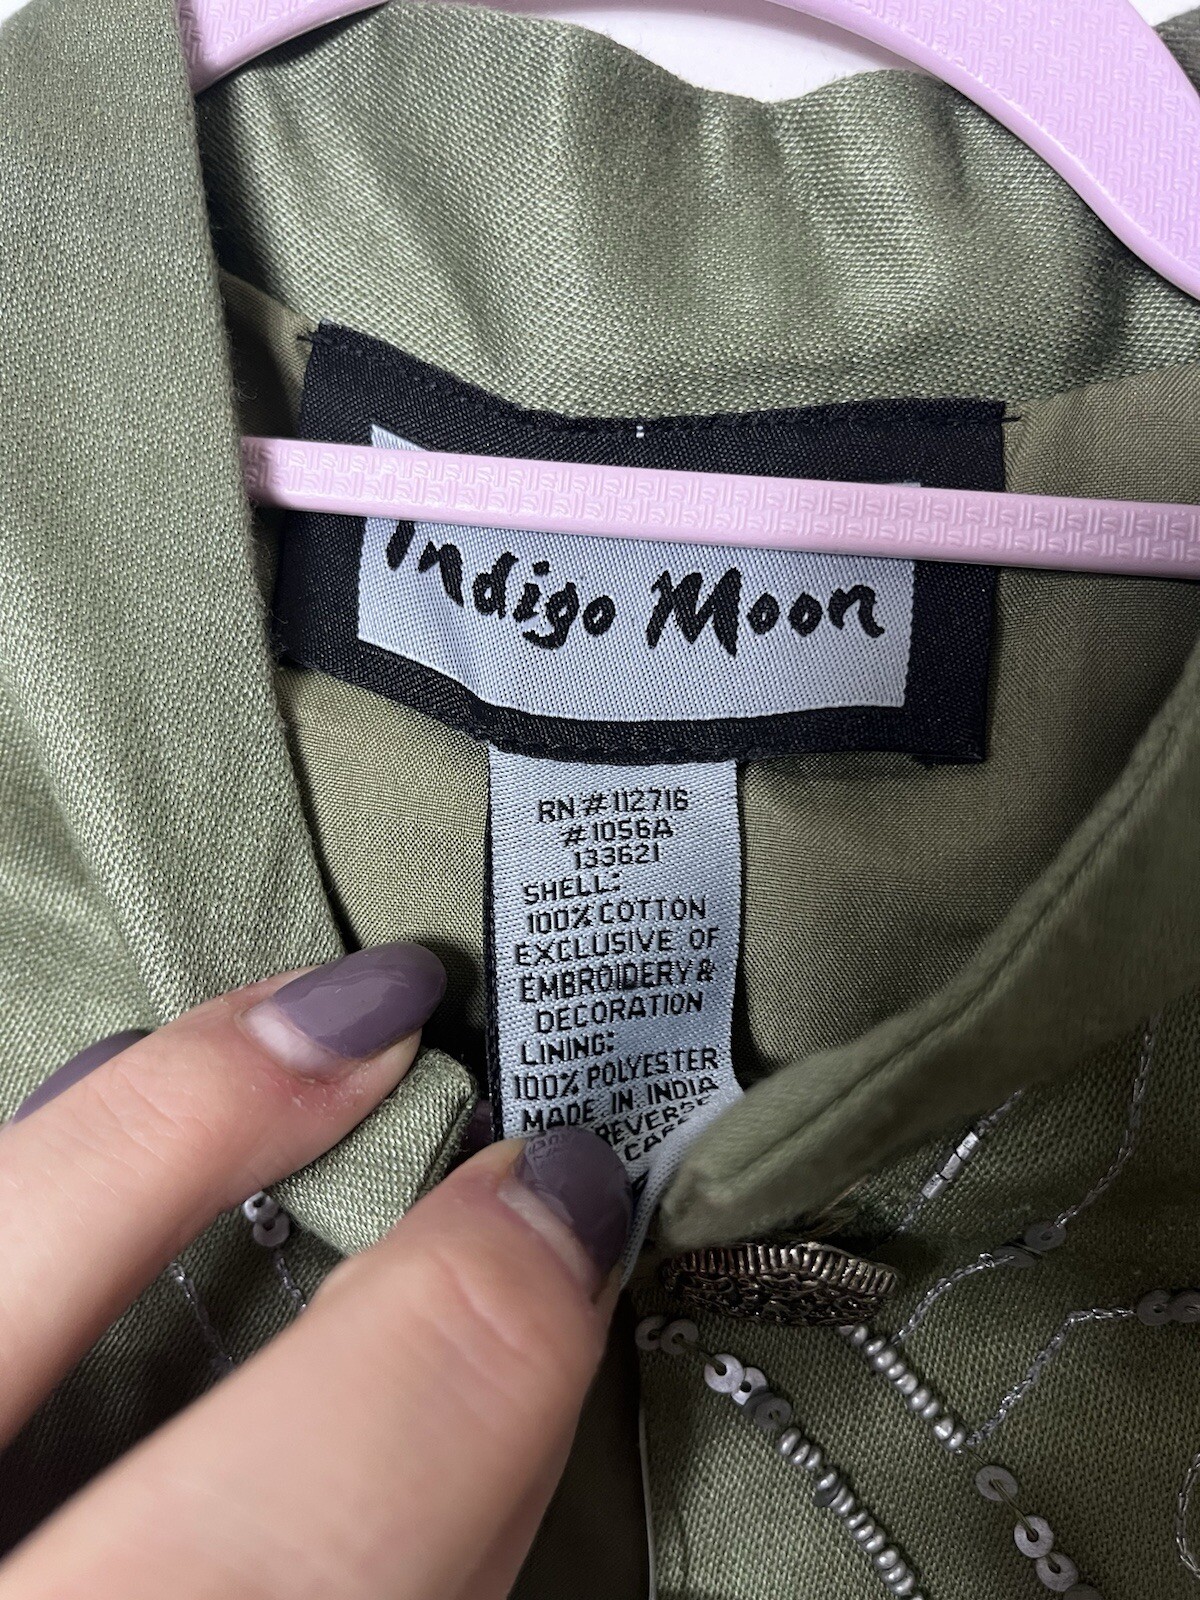 Indigo Moon
RN # 112716
#1056A
133621
SHELL:
100% COTTON
EXCLUSIVE OF
EMBROIDERY &
DECORATION
LINING:
100% POLYESTER
MADE IN INDIA
REVERSE